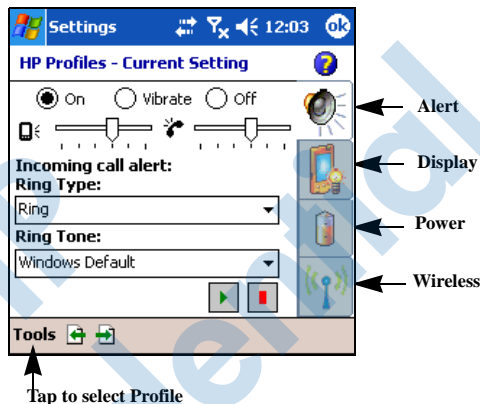 Settings 12:03 ok
HP Profiles - Current Setting ?
On Vibrate Off
Alert
Incoming call alert:
Ring Type:
Display
Ring
Power
Ring Tone:
Windows Default
Wireless
Tools
Tap to select Profile